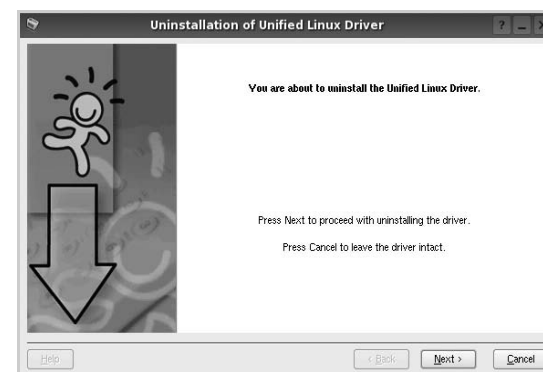 Uninstallation of Unified Linux Driver
You are about to uninstall the Unified Linux Driver.
Press Next to proceed with uninstalling the driver.
Press Cancel to leave the driver intact.
Help
< Back
Next >
Cancel